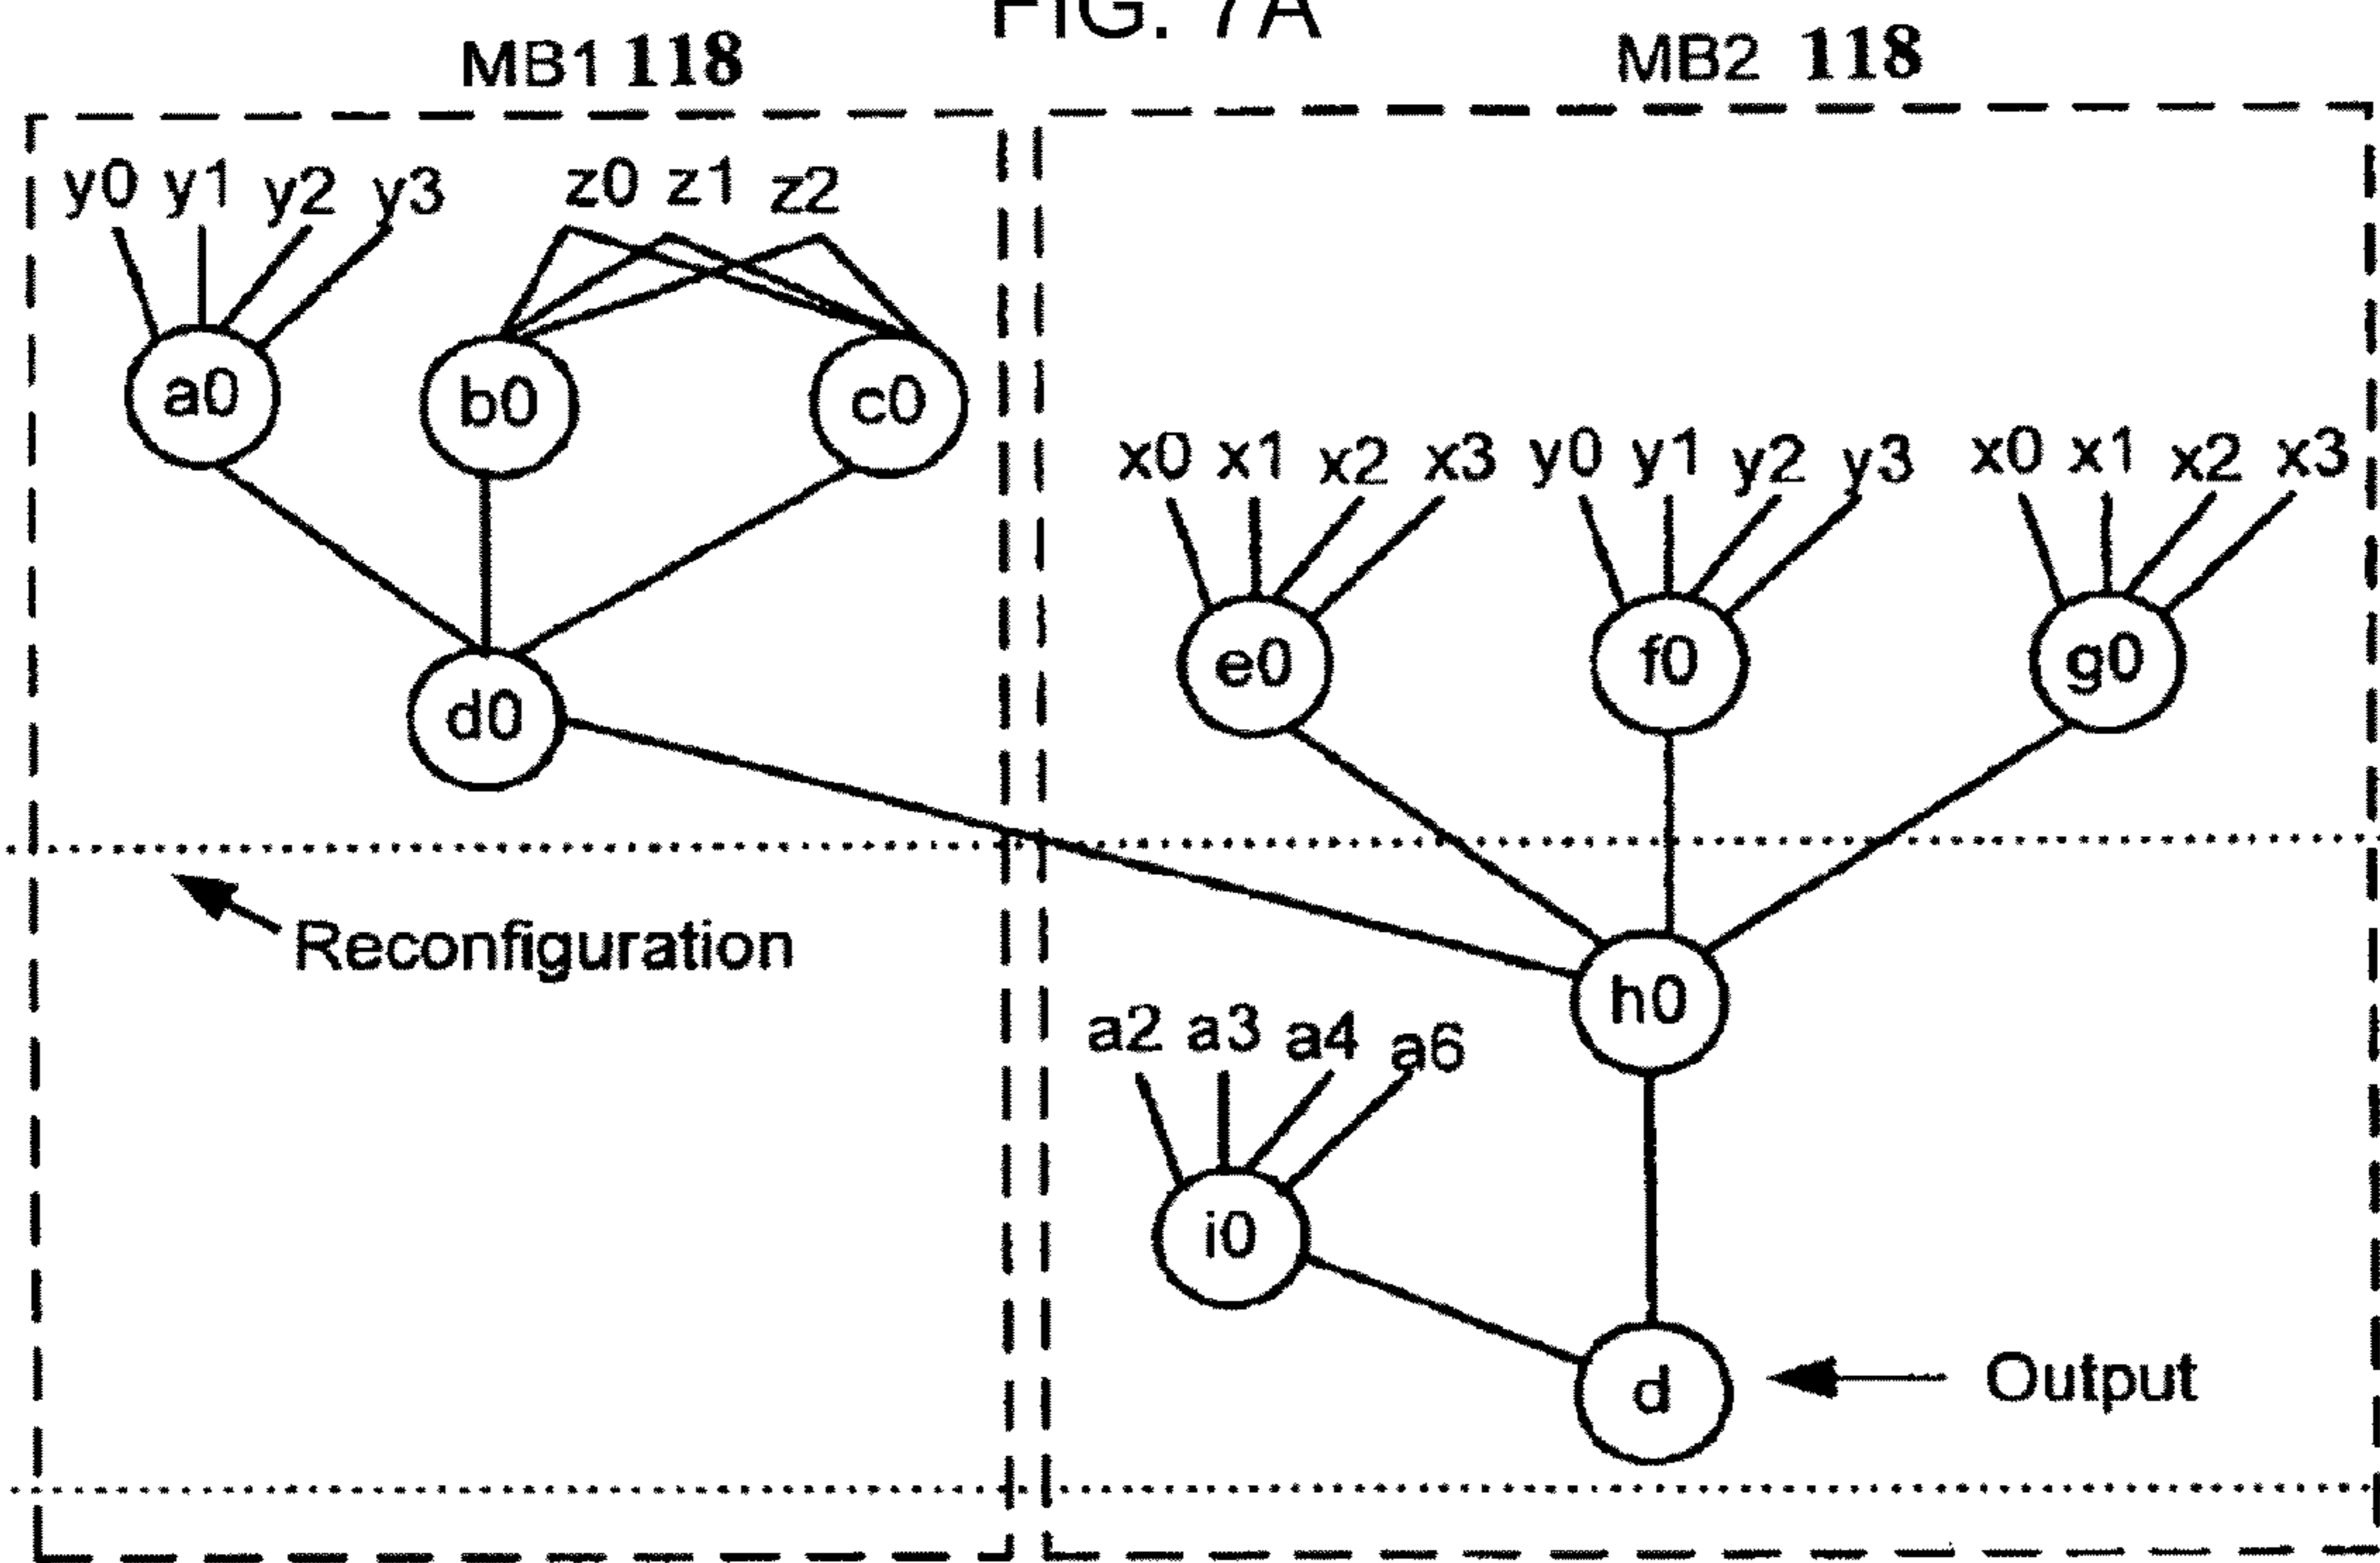 FIG. 7A
MB1 118
MB2 118
y0 y1 y2 y3
z0 z1 z2
a0
b0
c0
x0 x1 x2 x3 y0 y1 y2 y3 x0 x1 x2 x3
d0
e0
f0
g0
Reconfiguration
h0
a2 a3 a4 a6
i0
d
Output